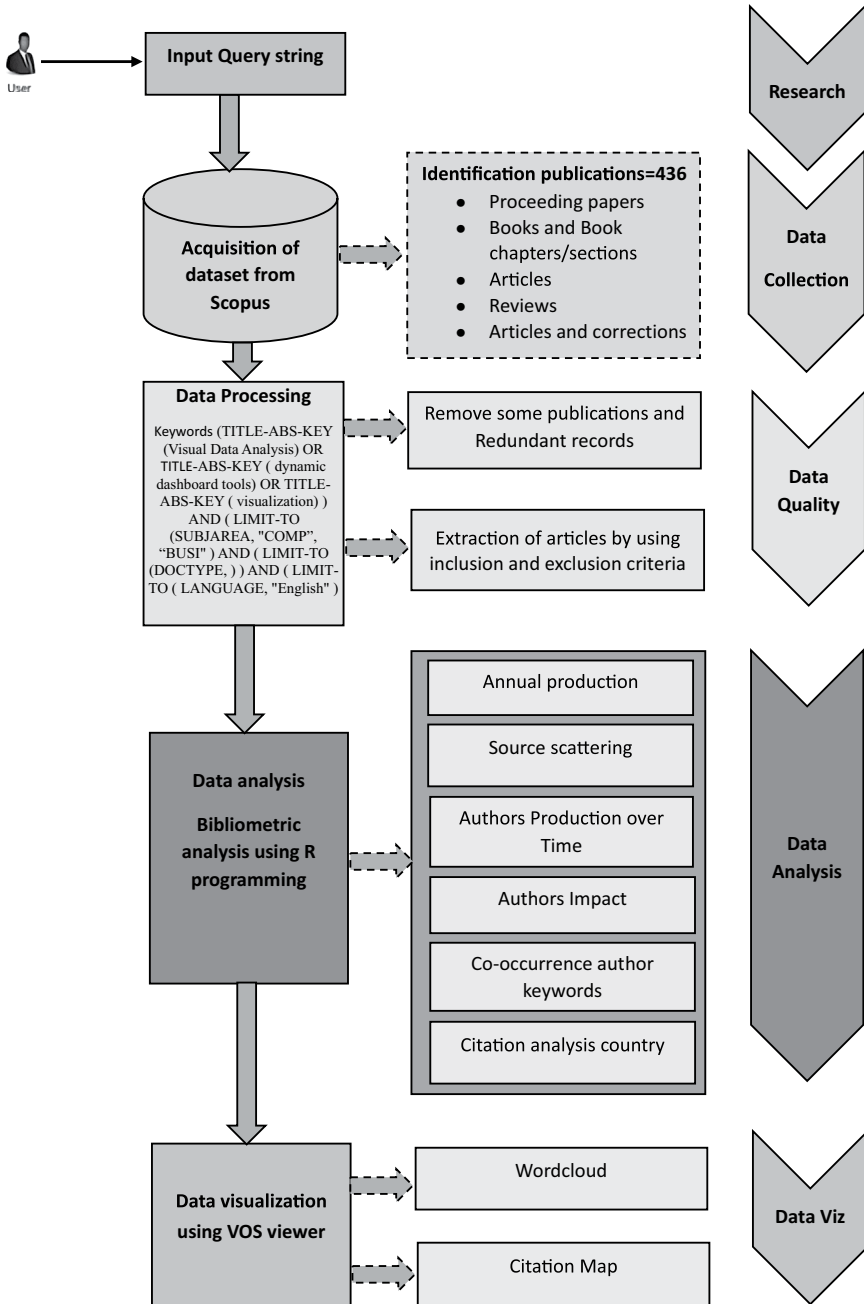 User
Input Query string
Research
Acquisition of
dataset from
Scopus
Identification publications=436
● Proceeding papers
● Books and Book
chapters/sections
● Articles
● Reviews
● Articles and corrections
Data
Collection
Data Processing
Keywords (TITLE-ABS-KEY
(Visual Data Analysis) OR
TITLE-ABS-KEY ( dynamic
dashboard tools) OR TITLE-
ABS-KEY ( visualization) )
AND ( LIMIT-TO
(SUBJAREA, "COMP”,
“BUSI" ) AND ( LIMIT-TO
(DOCTYPE, ) ) AND ( LIMIT-
TO ( LANGUAGE, "English" )
Remove some publications and
Redundant records
Extraction of articles by using
inclusion and exclusion criteria
Data
Quality
Data analysis
Bibliometric
analysis using R
programming
Annual production
Source scattering
Authors Production over
Time
Authors Impact
Co-occurrence author
keywords
Citation analysis country
Data
Analysis
Data visualization
using VOS viewer
Wordcloud
Citation Map
Data Viz